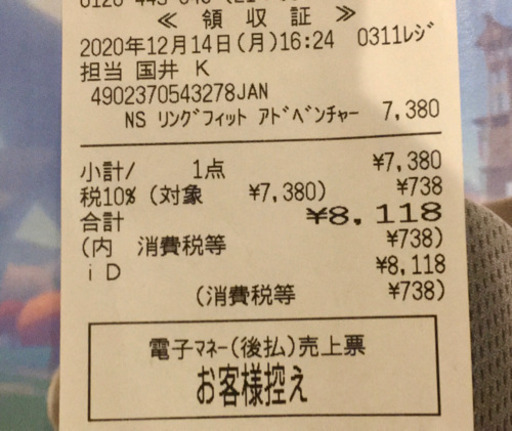 ≪ 領 収 証 ≫
2020年12月14日(月)16:24 0311レジ
担当 国井 K
4902370543278JAN
NS リングフィット アドベンチャー 7,380
小計/ 1点 ¥7,380
税10% (対象 ¥7,380) ¥738
合計 ¥8,118
(内 消費税等 ¥738)
iD ¥8,118
(消費税等 ¥738)
電子マネー(後払)売上票
お客様控え